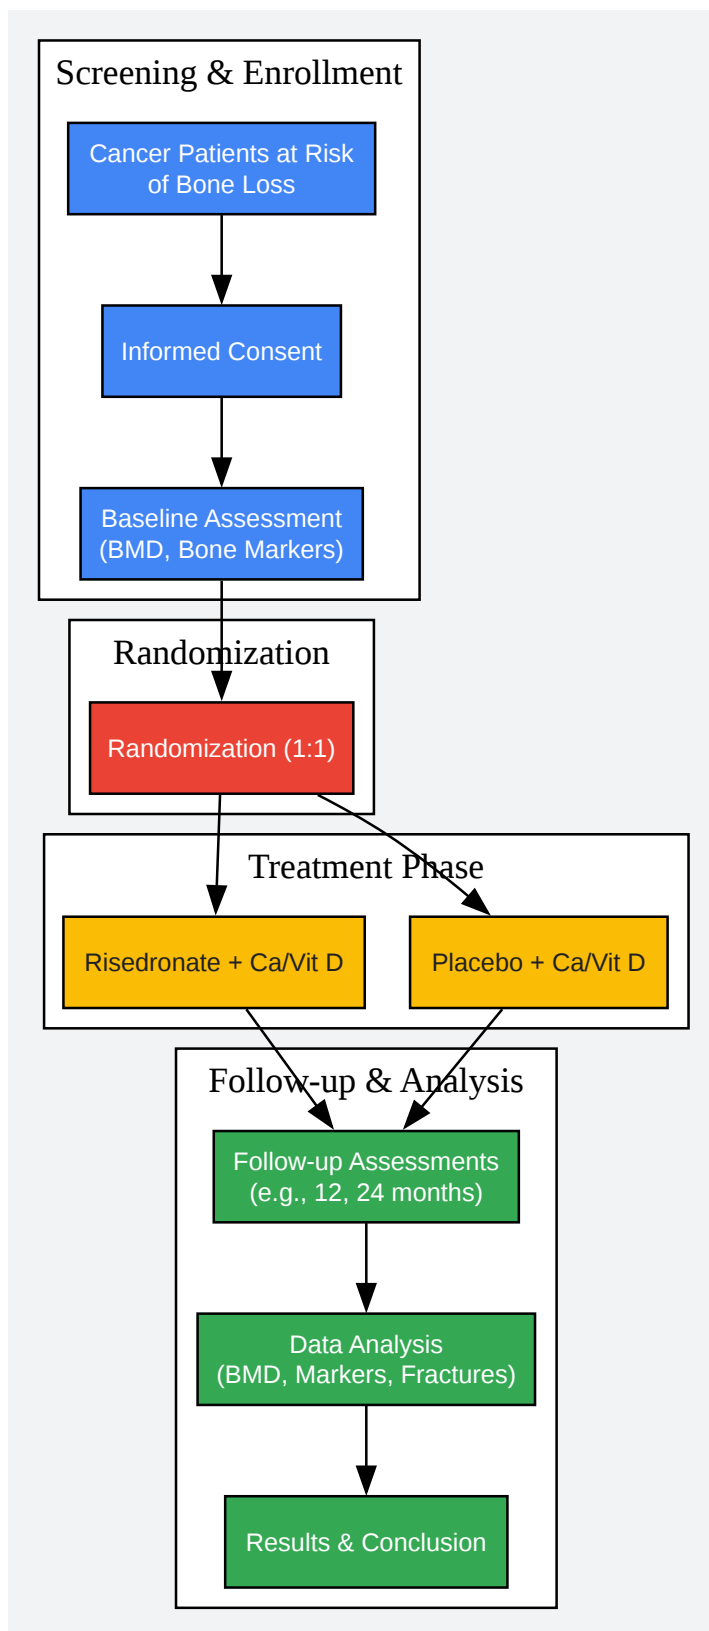 Screening & Enrollment
Cancer Patients at Risk
of Bone Loss
Informed Consent
Baseline Assessment
(BMD, Bone Markers)
Randomization
Randomization (1:1)
Treatment Phase
Risedronate + Ca/Vit D
Placebo + Ca/Vit D
Follow-up & Analysis
Follow-up Assessments
(e.g., 12, 24 months)
Data Analysis
(BMD, Markers, Fractures)
Results & Conclusion